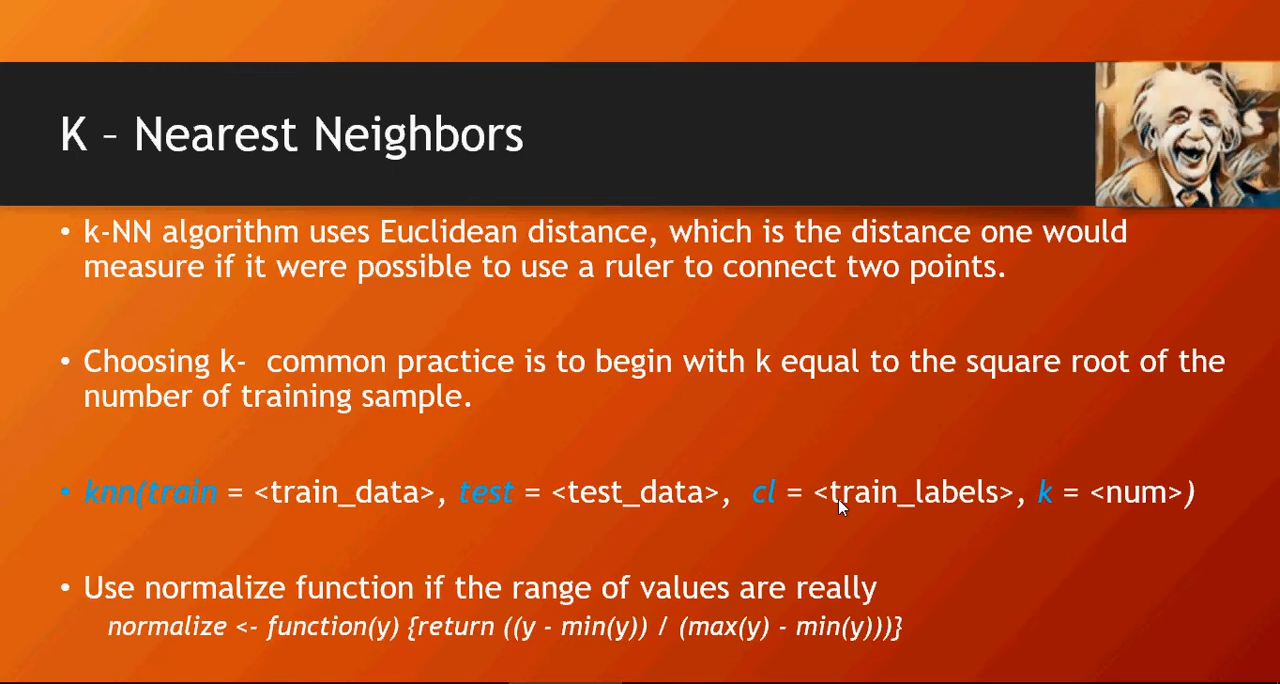 K – Nearest Neighbors
• k-NN algorithm uses Euclidean distance, which is the distance one would
measure if it were possible to use a ruler to connect two points.
• Choosing k-  common practice is to begin with k equal to the square root of the
number of training sample.
• knn(train = <train_data>, test = <test_data>,  cl = <train_labels>, k = <num>)
• Use normalize function if the range of values are really
normalize <- function(y) {return ((y - min(y)) / (max(y) - min(y)))}